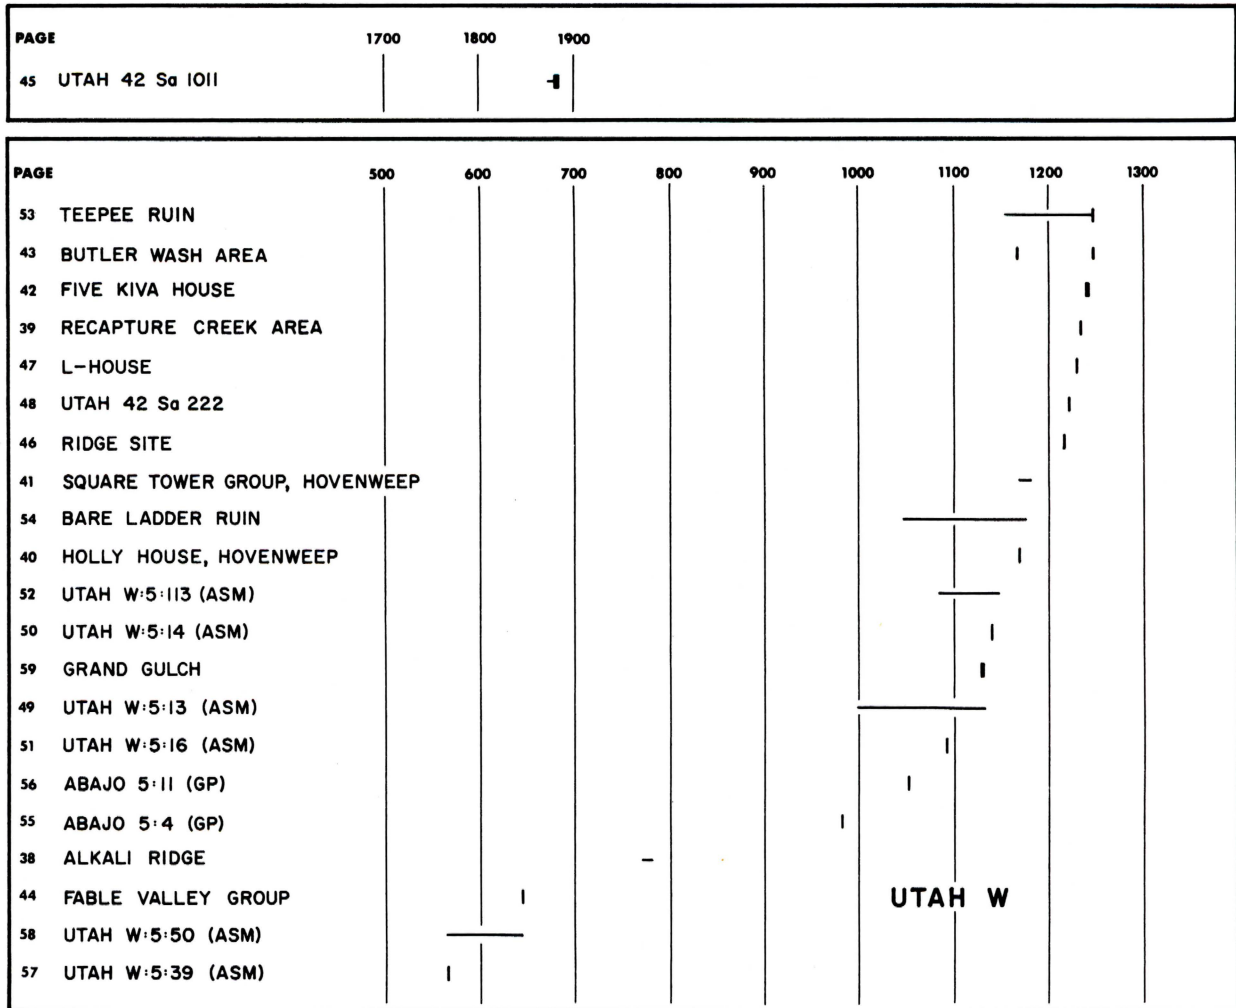 PAGE 1700 1800 1900
45 UTAH 42 Sa 1011
PAGE 500 600 700 800 900 1000 1100 1200 1300
53 TEEPEE RUIN
43 BUTLER WASH AREA
42 FIVE KIVA HOUSE
39 RECAPTURE CREEK AREA
47 L-HOUSE
48 UTAH 42 Sa 222
46 RIDGE SITE
41 SQUARE TOWER GROUP, HOVENWEEP
54 BARE LADDER RUIN
40 HOLLY HOUSE, HOVENWEEP
52 UTAH W:5:113 (ASM)
50 UTAH W:5:14 (ASM)
59 GRAND GULCH
49 UTAH W:5:13 (ASM)
51 UTAH W:5:16 (ASM)
56 ABAJO 5:11 (GP)
55 ABAJO 5:4 (GP)
38 ALKALI RIDGE
44 FABLE VALLEY GROUP UTAH W
58 UTAH W:5:50 (ASM)
57 UTAH W:5:39 (ASM)